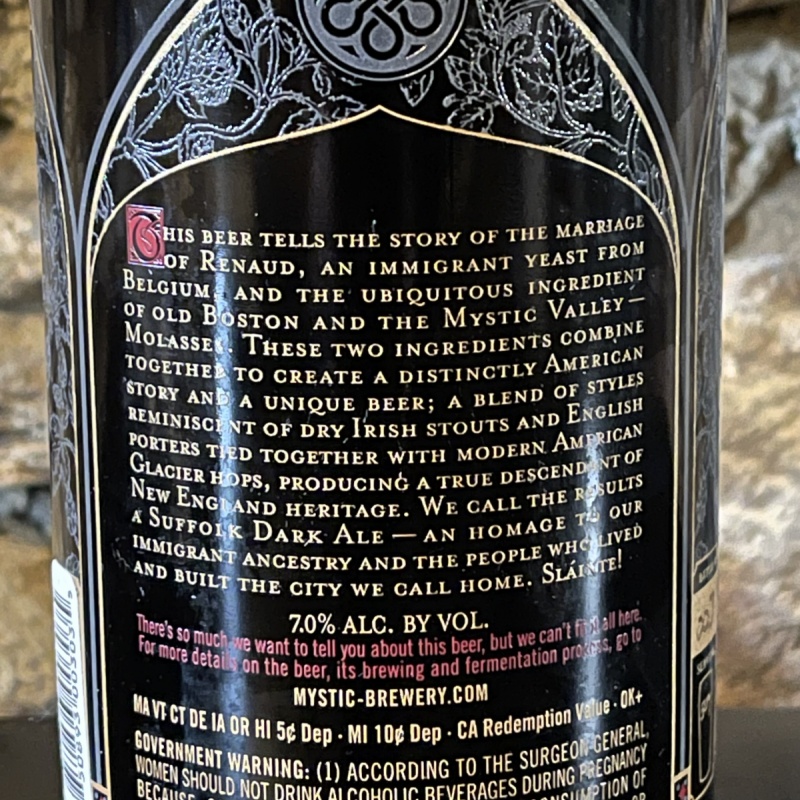 THIS BEER TELLS THE STORY OF THE MARRIAGE
OF RENAUD, AN IMMIGRANT YEAST FROM
BELGIUM, AND THE UBIQUITOUS INGREDIENT
OF OLD BOSTON AND THE MYSTIC VALLEY—
MOLASSES. THESE TWO INGREDIENTS COMBINE
TOGETHER TO CREATE A DISTINCTLY AMERICAN
STORY AND A UNIQUE BEER; A BLEND OF STYLES
REMINISCENT OF DRY IRISH STOUTS AND ENGLISH
PORTERS TIED TOGETHER WITH MODERN AMERICAN
GLACIER HOPS, PRODUCING A TRUE DESCENDENT OF
NEW ENGLAND HERITAGE. WE CALL THE RESULTS
A SUFFOLK DARK ALE — AN HOMAGE TO OUR
IMMIGRANT ANCESTRY AND THE PEOPLE WHO LIVED
AND BUILT THE CITY WE CALL HOME. SLÁINTE!
7.0% ALC. BY VOL.
There's so much we want to tell you about this beer, but we can't fit it all here.
For more details on the beer, its brewing and fermentation process, go to
MYSTIC-BREWERY.COM
MA VT CT DE IA OR HI 5¢ Dep · MI 10¢ Dep · CA Redemption Value · OK+
GOVERNMENT WARNING: (1) ACCORDING TO THE SURGEON GENERAL,
WOMEN SHOULD NOT DRINK ALCOHOLIC BEVERAGES DURING PREGNANCY
BECAUSE CONSUMPTION OF